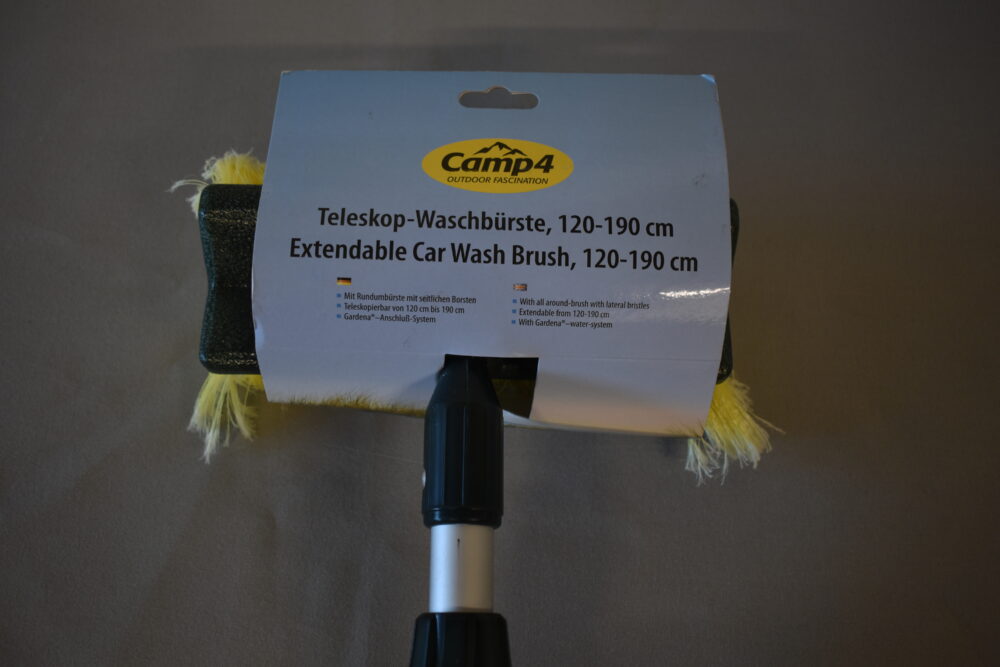 Camp4
OUTDOOR FASCINATION
Teleskop-Waschbürste, 120-190 cm
Extendable Car Wash Brush, 120-190 cm
Mit Rundumbürste mit seitlichen Borsten
Teleskopierbar von 120 cm bis 190 cm
Gardena®-Anschluß-System
With all around-brush with lateral bristles
Extendable from 120-190 cm
With Gardena®-water-system